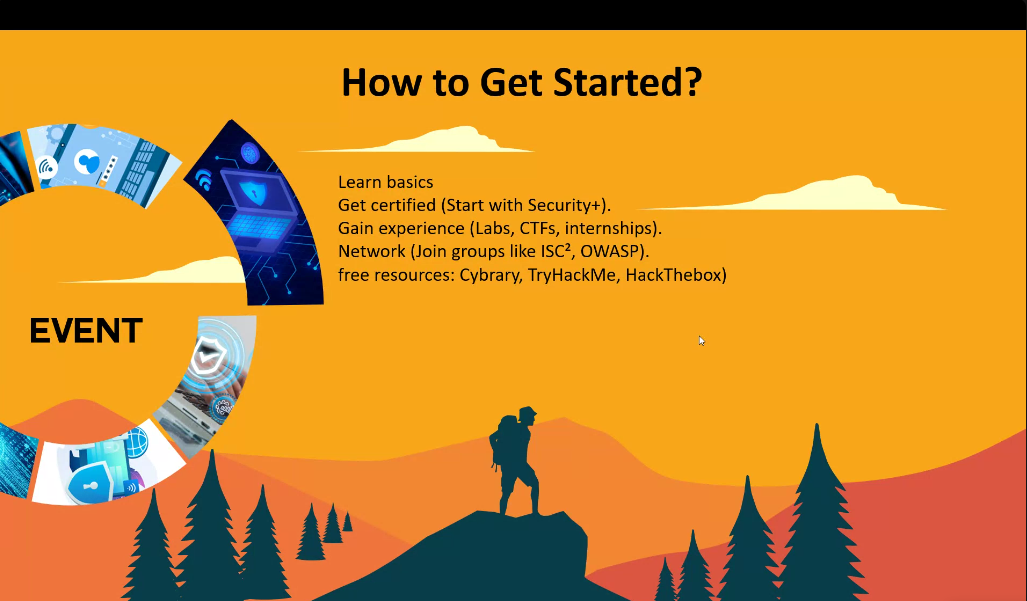 How to Get Started?
Learn basics
Get certified (Start with Security+).
Gain experience (Labs, CTFs, internships).
Network (Join groups like ISC², OWASP).
free resources: Cybrary, TryHackMe, HackThebox)
EVENT